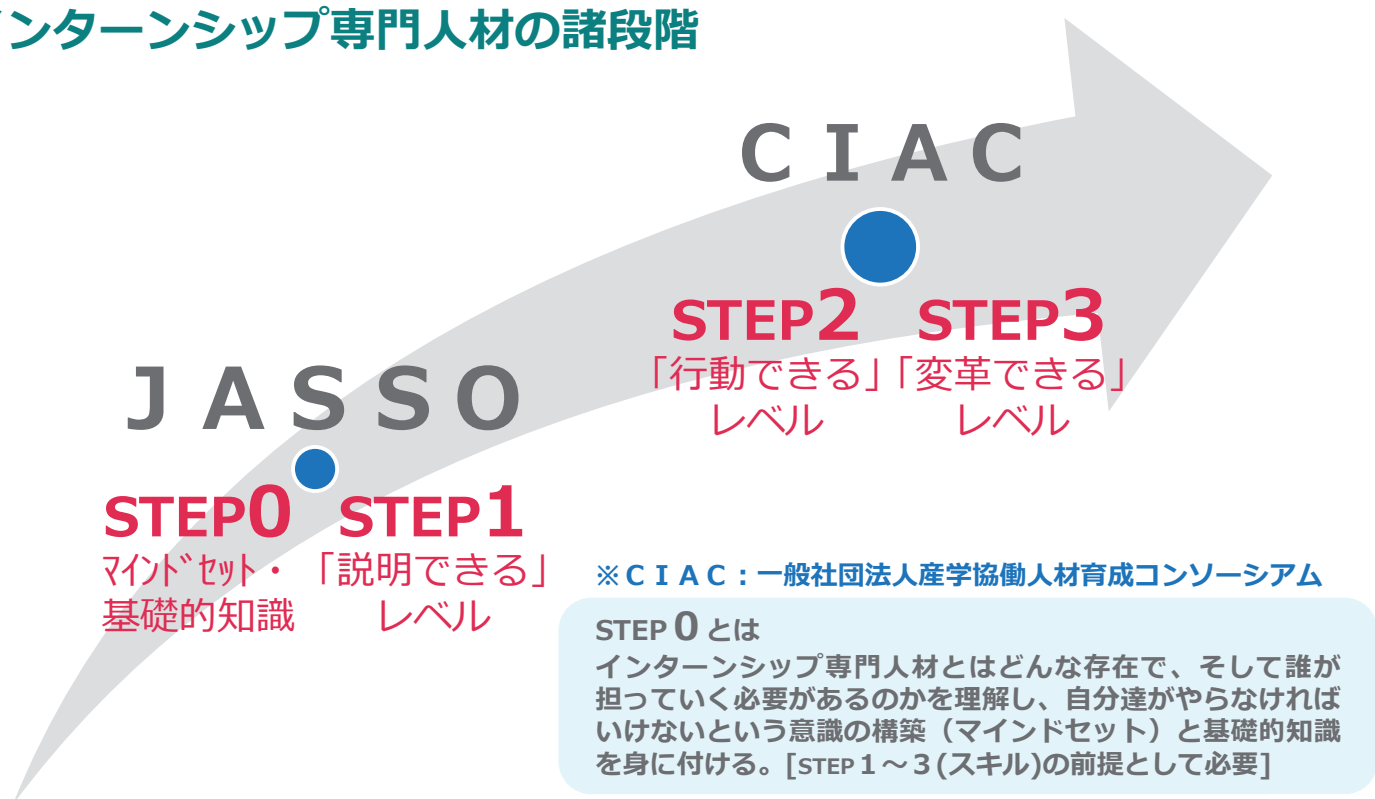 ンターンシップ専門人材の諸段階
ＣＩＡＣ
STEP2 STEP3
「行動できる」「変革できる」
レベル レベル
ＪＡＳＳＯ
STEP0 STEP1
ﾏｲﾝﾄﾞｾｯﾄ・ 「説明できる」
基礎的知識 レベル
※ＣＩＡＣ：一般社団法人産学協働人材育成コンソーシアム
STEP０とは
インターンシップ専門人材とはどんな存在で、そして誰が
担っていく必要があるのかを理解し、自分達がやらなければ
いけないという意識の構築（マインドセット）と基礎的知識
を身に付ける。[STEP１～３(スキル)の前提として必要]